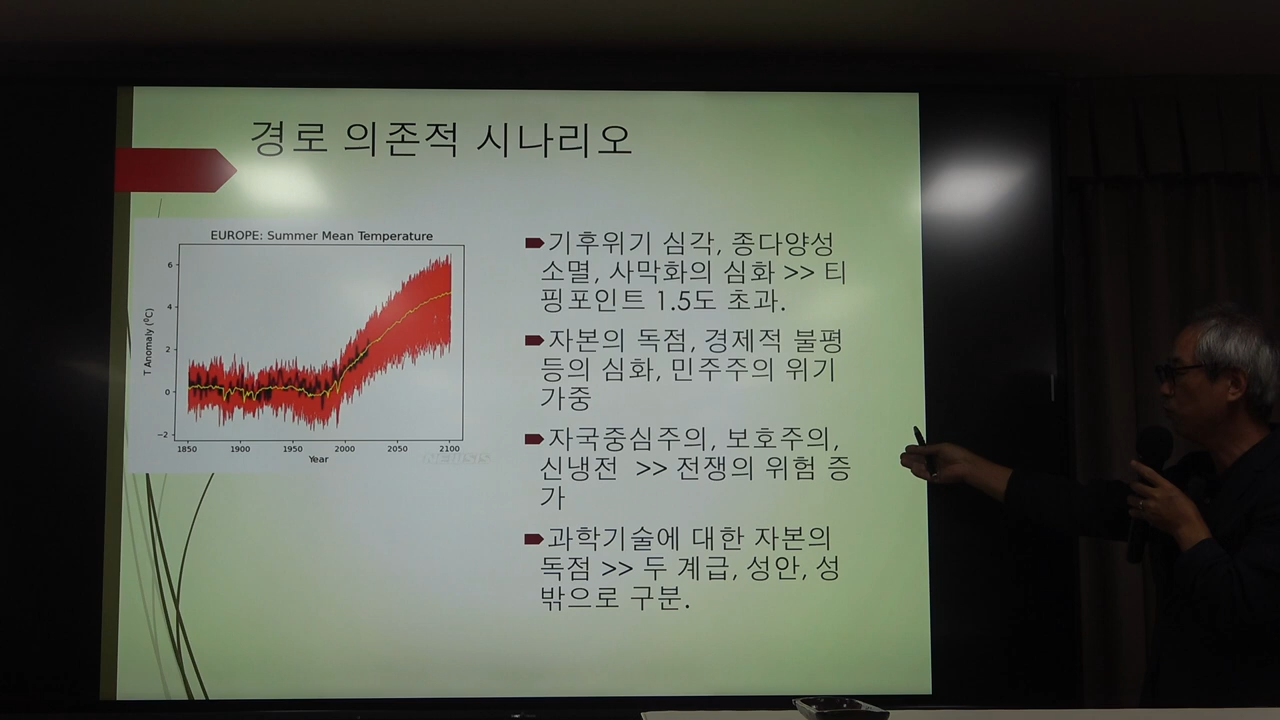 경로 의존적 시나리오
EUROPE: Summer Mean Temperature
T Anomaly (⁰C)
6
4
2
0
−2
1850 1900 1950 2000 2050 2100
Year
NEWSIS
기후위기 심각, 종다양성
소멸, 사막화의 심화 >> 티
핑포인트 1.5도 초과.
자본의 독점, 경제적 불평
등의 심화, 민주주의 위기
가중
자국중심주의, 보호주의,
신냉전 >> 전쟁의 위험 증
가
과학기술에 대한 자본의
독점 >> 두 계급, 성안, 성
밖으로 구분.